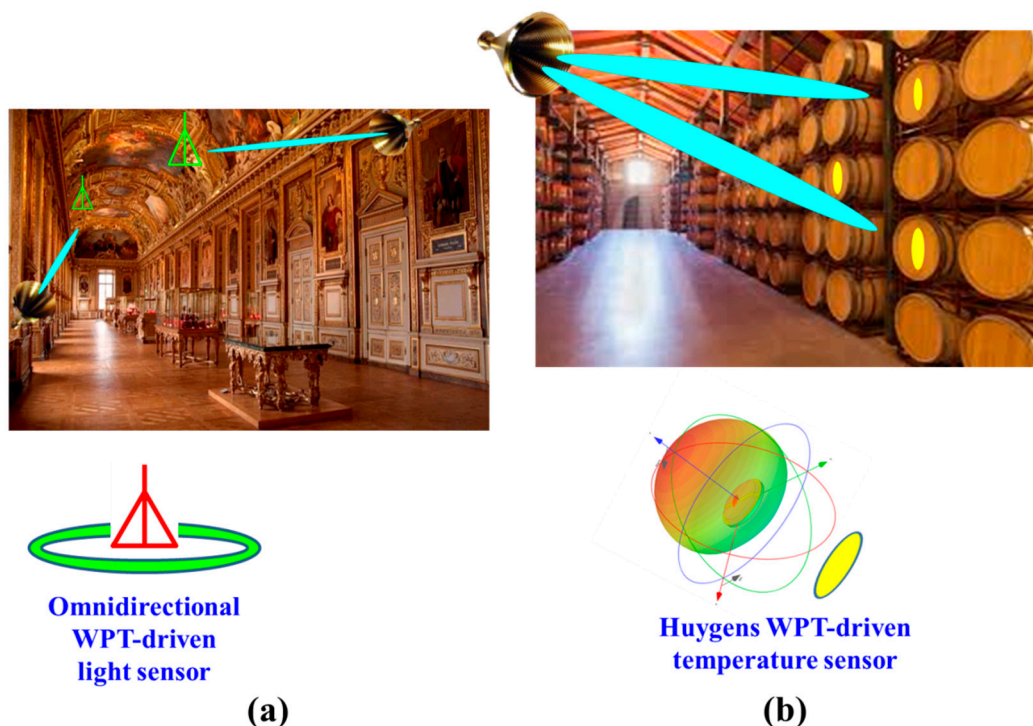 Omnidirectional
WPT-driven
light sensor
(a)
Huygens WPT-driven
temperature sensor
(b)